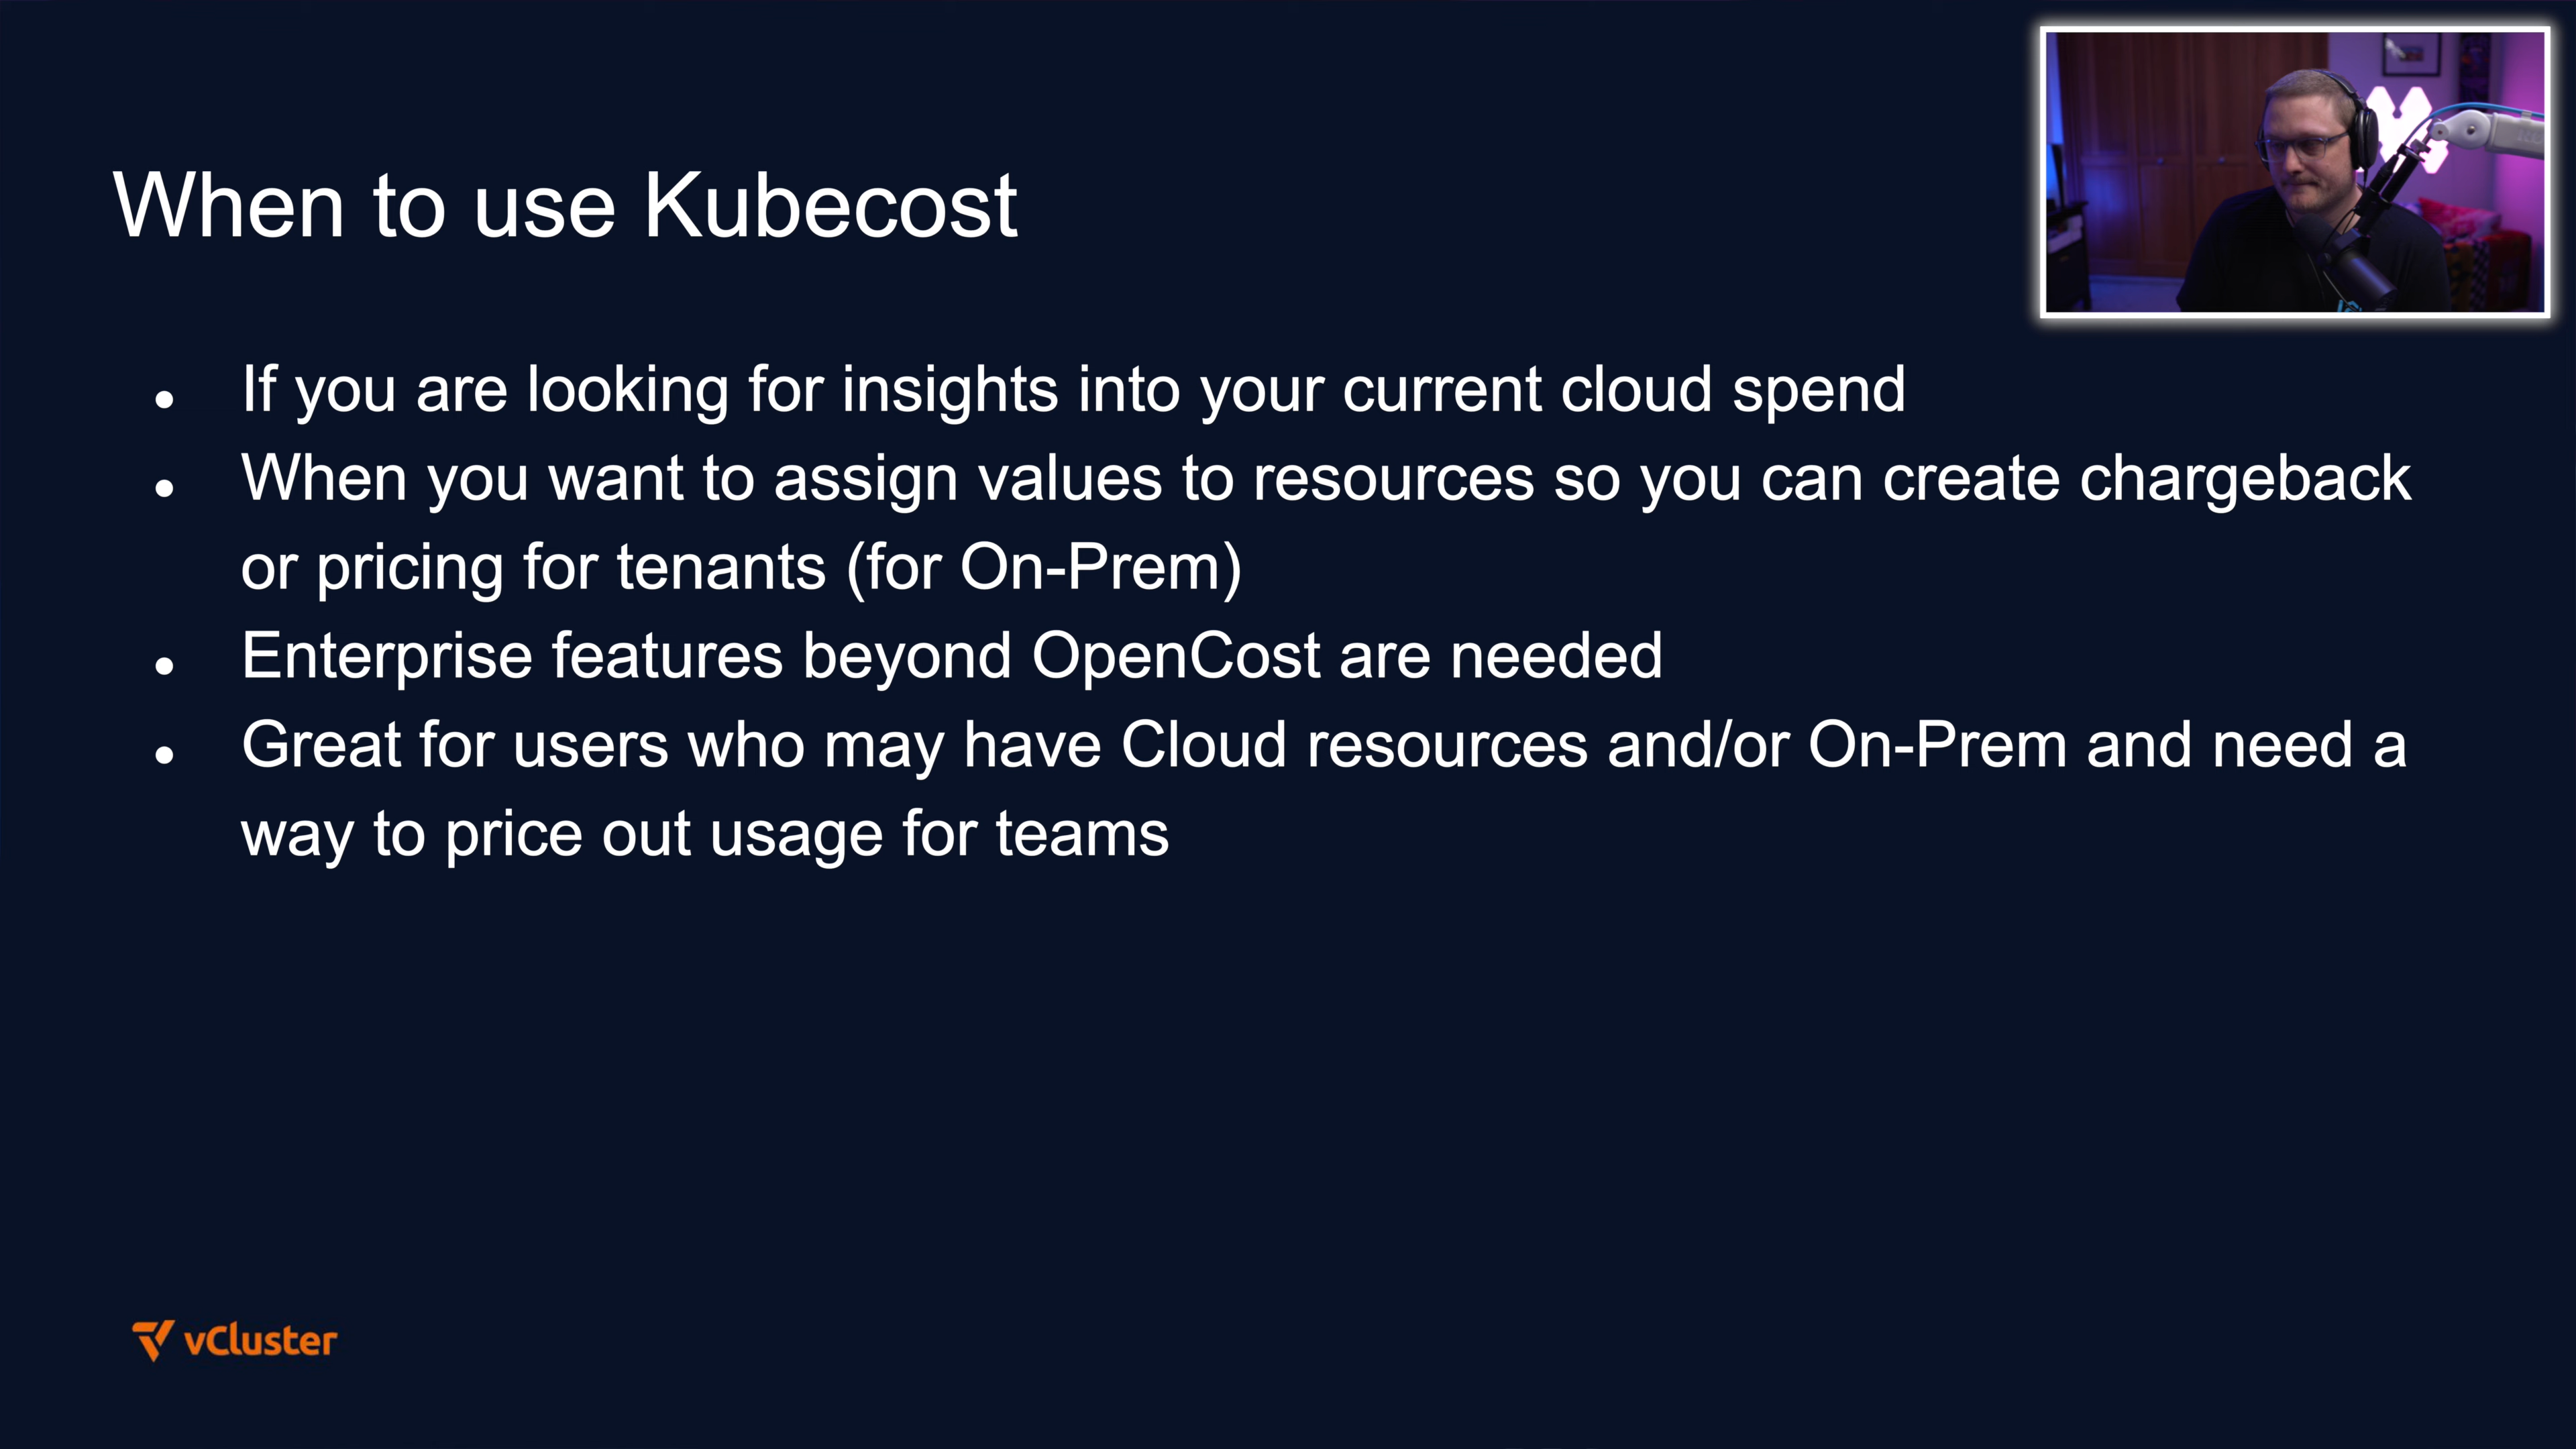 When to use Kubecost
If you are looking for insights into your current cloud spend
When you want to assign values to resources so you can create chargeback
or pricing for tenants (for On-Prem)
Enterprise features beyond OpenCost are needed
Great for users who may have Cloud resources and/or On-Prem and need a
way to price out usage for teams
vCluster